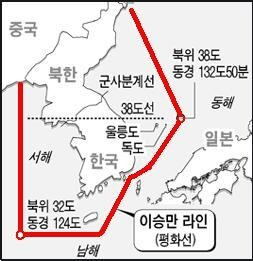 중국
북한
군사분계선
북위 38도
동경 132도50분
38도선
동해
울릉도
독도
일본
서해
한국
북위 32도
동경 124도
이승만 라인
(평화선)
남해